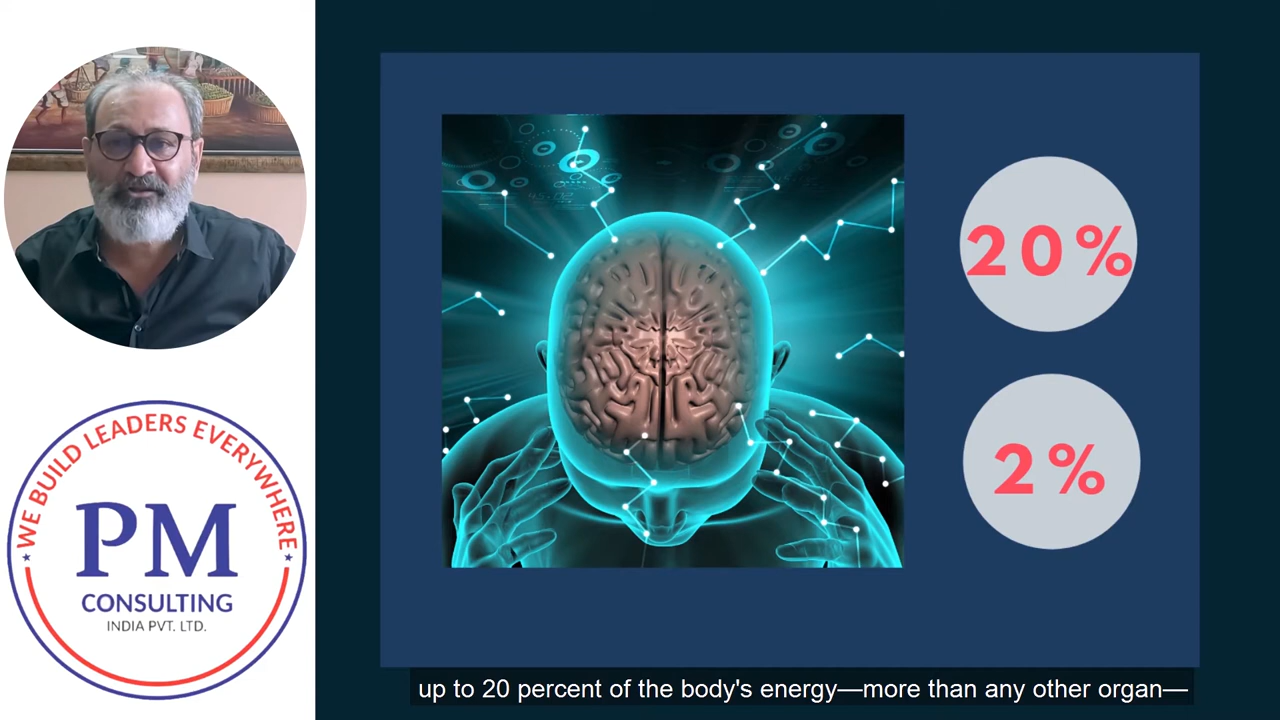 WE BUILD LEADERS EVERYWHERE
PM
CONSULTING
INDIA PVT. LTD.
20%
2%
up to 20 percent of the body's energy—more than any other organ—